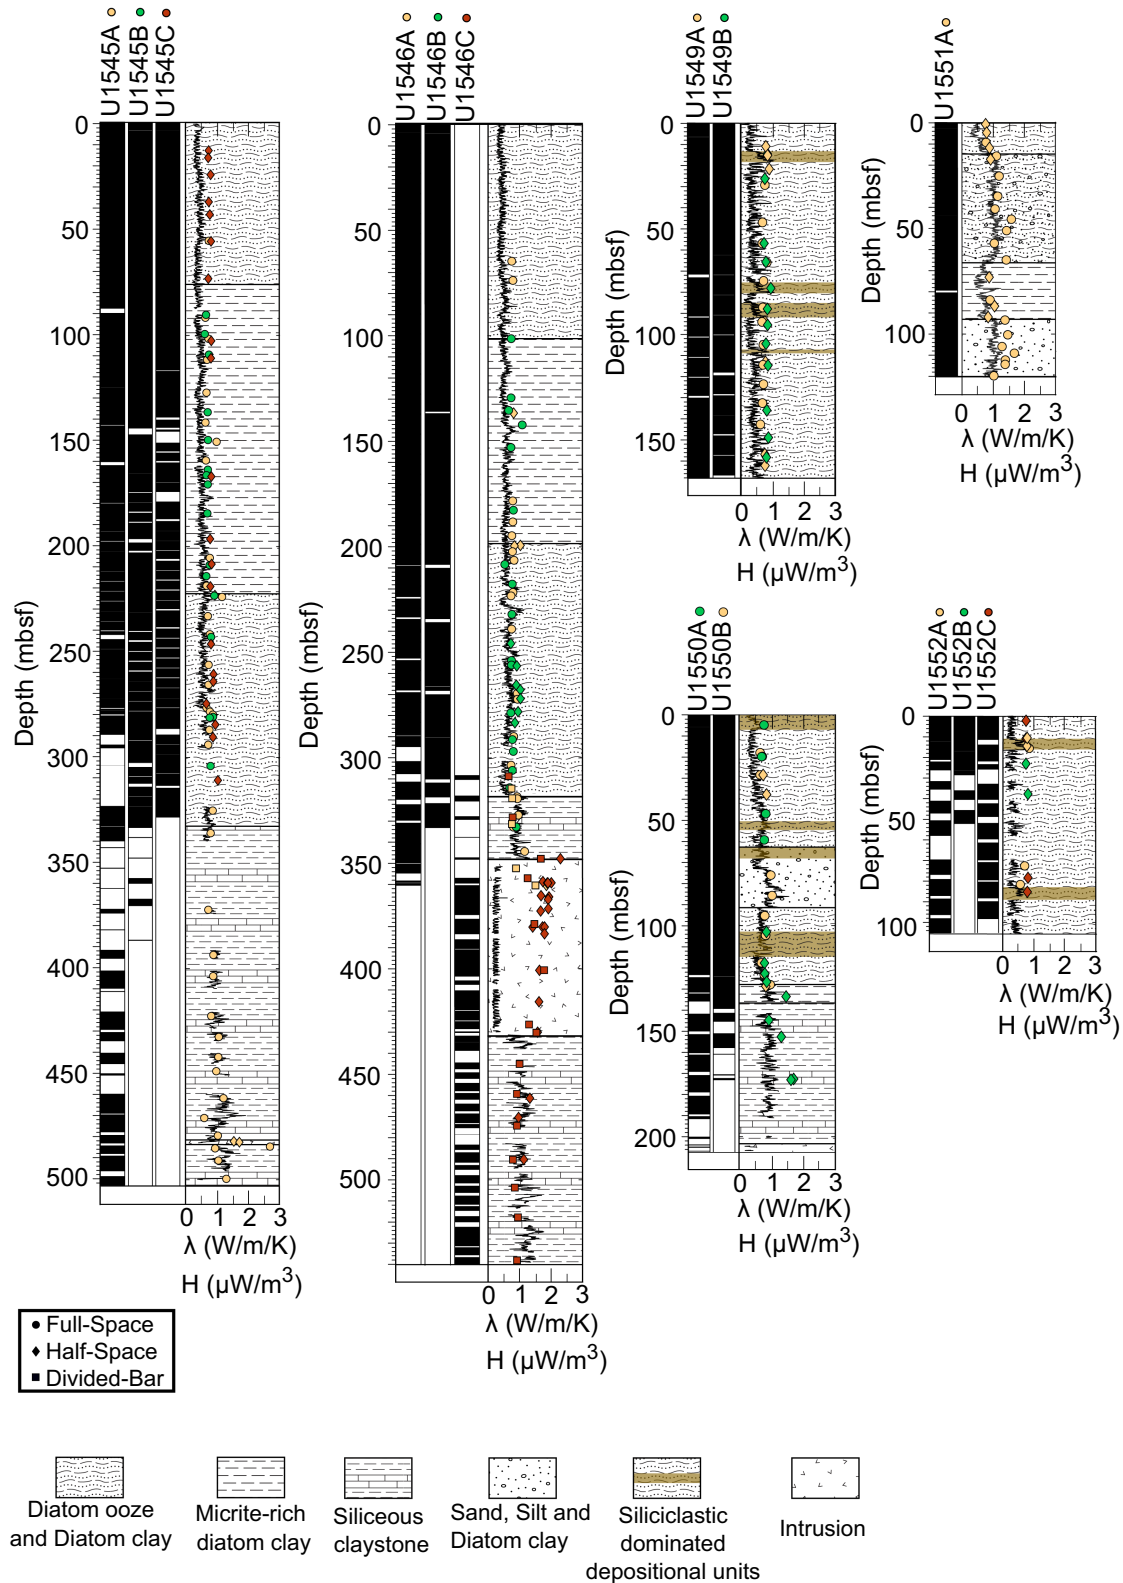 U1545A
U1545B
U1545C
Depth (mbsf)
0
50
100
150
200
250
300
350
400
450
500
0 1 2 3
λ (W/m/K)
H (μW/m³)
U1546A
U1546B
U1546C
Depth (mbsf)
0
50
100
150
200
250
300
350
400
450
500
0 1 2 3
λ (W/m/K)
H (μW/m³)
U1549A
U1549B
Depth (mbsf)
0
50
100
150
0 1 2 3
λ (W/m/K)
H (μW/m³)
U1551A
Depth (mbsf)
0
50
100
0 1 2 3
λ (W/m/K)
H (μW/m³)
U1550A
U1550B
Depth (mbsf)
0
50
100
150
200
0 1 2 3
λ (W/m/K)
H (μW/m³)
U1552A
U1552B
U1552C
Depth (mbsf)
0
50
100
0 1 2 3
λ (W/m/K)
H (μW/m³)
Full-Space
Half-Space
Divided-Bar
Diatom ooze
and Diatom clay
Micrite-rich
diatom clay
Siliceous
claystone
Sand, Silt and
Diatom clay
Siliciclastic
dominated
depositional units
Intrusion